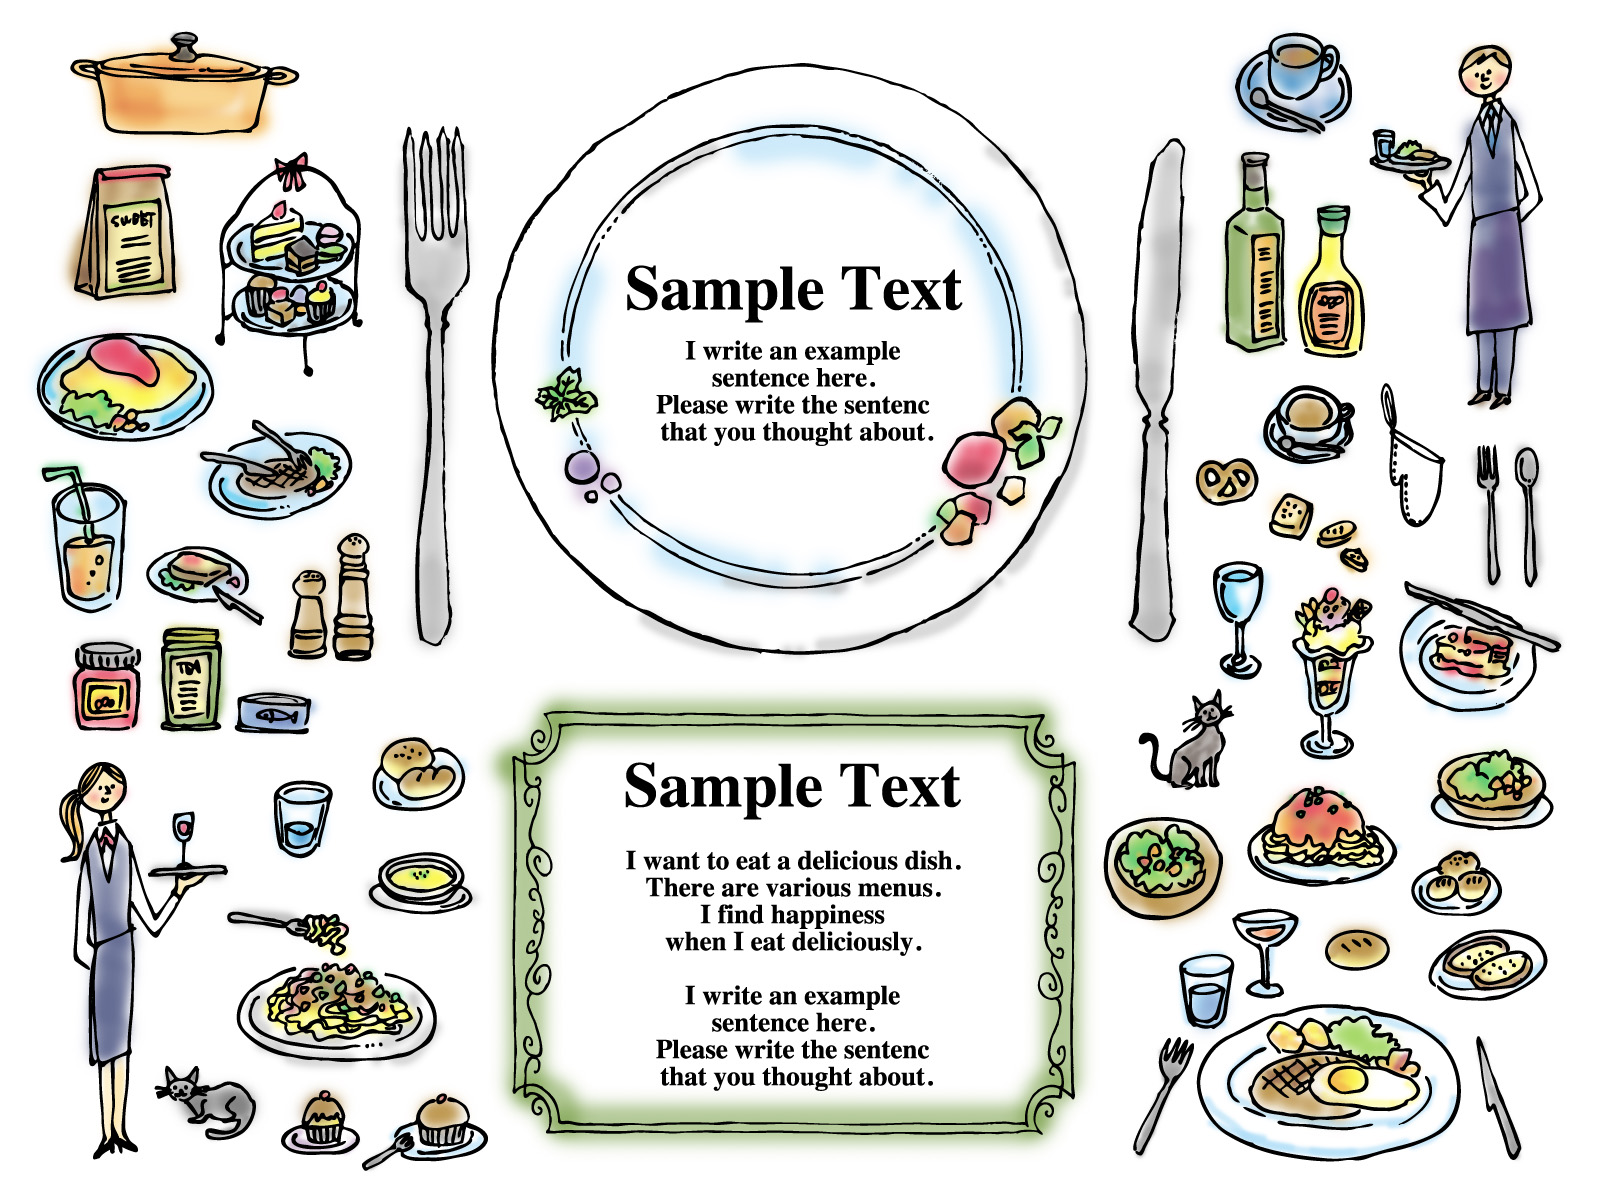 Sample Text
I write an example
sentence here.
Please write the sentenc
that you thought about.
TEA
Sample Text
I want to eat a delicious dish.
There are various menus.
I find happiness
when I eat deliciously.
I write an example
sentence here.
Please write the sentenc
that you thought about.